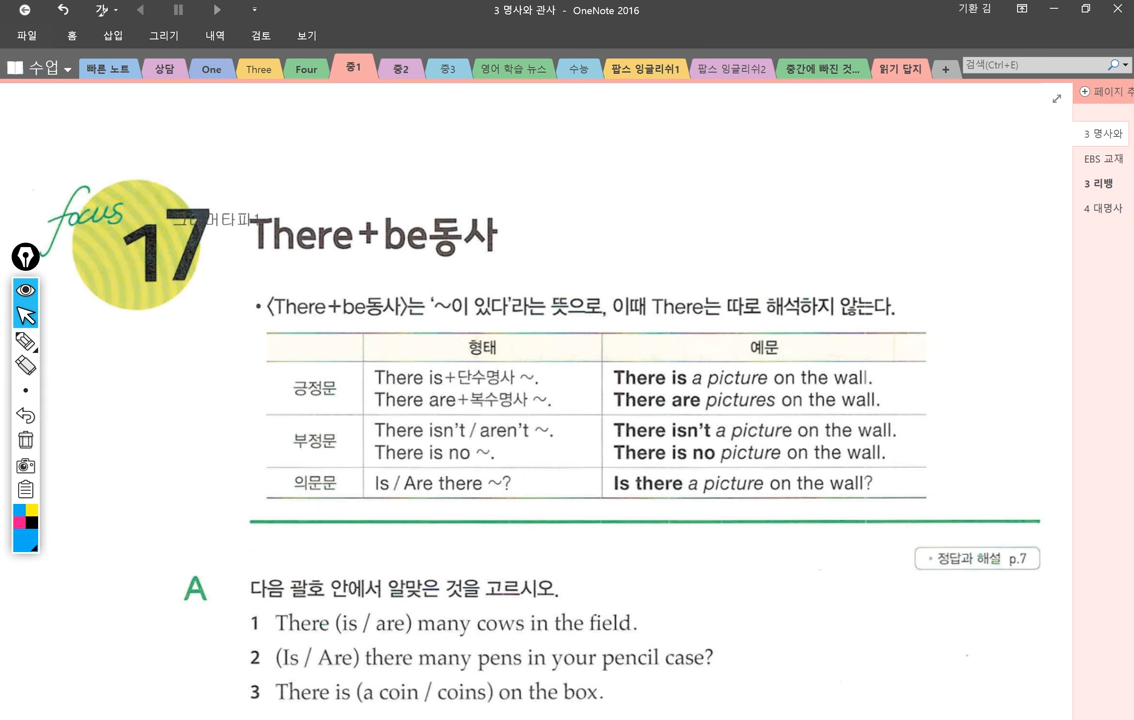 3 명사와 관사 - OneNote 2016
기환 김
파일 홈 삽입 그리기 내역 검토 보기
수업 빠른 노트 상담 One Three Four 중1 중2 중3 영어 학습 뉴스 수능 팝스 잉글리쉬1 팝스 잉글리쉬2 중간에 빠진 것... 읽기 답지 + 검색(Ctrl+E)
페이지 추
3 명사와
EBS 교재
3 리뱅
4 대명사
focus 17 There+be동사
•〈There+be동사〉는 ‘~이 있다’라는 뜻으로, 이때 There는 따로 해석하지 않는다.
형태 예문
긍정문 There is+단수명사 ~. There is a picture on the wall.
There are+복수명사 ~. There are pictures on the wall.
부정문 There isn't / aren't ~. There isn't a picture on the wall.
There is no ~. There is no picture on the wall.
의문문 Is / Are there ~? Is there a picture on the wall?
• 정답과 해설 p.7
A 다음 괄호 안에서 알맞은 것을 고르시오.
1 There (is / are) many cows in the field.
2 (Is / Are) there many pens in your pencil case?
3 There is (a coin / coins) on the box.